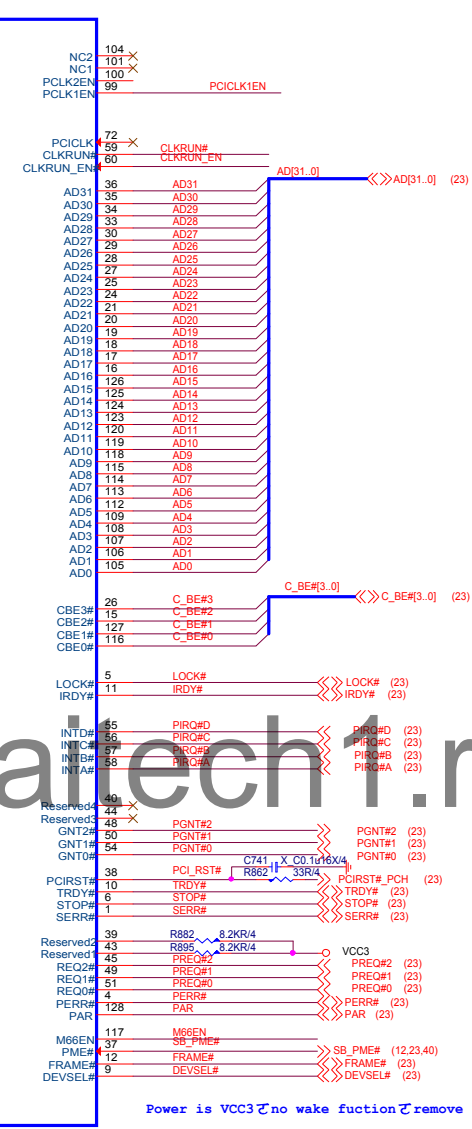 NC2 104
NC1 101
PCLK2EN 100
PCLK1EN 99 PCICLK1EN
PCICLK 72
CLKRUN# 59 CLKRUN#
CLKRUN_EN# 60 CLKRUN_EN
AD[31..0] AD[31..0] (23)
AD31 36 AD31
AD30 35 AD30
AD29 34 AD29
AD28 33 AD28
AD27 30 AD27
AD26 29 AD26
AD25 28 AD25
AD24 27 AD24
AD23 25 AD23
AD22 24 AD22
AD21 21 AD21
AD20 20 AD20
AD19 19 AD19
AD18 18 AD18
AD17 17 AD17
AD16 16 AD16
AD15 126 AD15
AD14 125 AD14
AD13 124 AD13
AD12 123 AD12
AD11 120 AD11
AD10 119 AD10
AD9 118 AD9
AD8 115 AD8
AD7 114 AD7
AD6 113 AD6
AD5 112 AD5
AD4 109 AD4
AD3 108 AD3
AD2 107 AD2
AD1 106 AD1
AD0 105 AD0
C_BE#[3..0] C_BE#[3..0] (23)
CBE3# 26 C_BE#3
CBE2# 15 C_BE#2
CBE1# 127 C_BE#1
CBE0# 116 C_BE#0
LOCK# 5 LOCK# LOCK# (23)
IRDY# 11 IRDY# IRDY# (23)
INTD# 55 PIRQ#D PIRQ#D (23)
INTC# 56 PIRQ#C PIRQ#C (23)
INTB# 57 PIRQ#B PIRQ#B (23)
INTA# 58 PIRQ#A PIRQ#A (23)
aitech1.r
Reserved4 40
Reserved3 44
GNT2# 48 PGNT#2 PGNT#2 (23)
GNT1# 50 PGNT#1 PGNT#1 (23)
GNT0# 54 PGNT#0 PGNT#0 (23)
C741 X_C0.1u16X/4
PCIRST# 38 PCI_RST# R862 33R/4 PCIRST#_PCH (23)
TRDY# 10 TRDY# TRDY# (23)
STOP# 6 STOP# STOP# (23)
SERR# 1 SERR# SERR# (23)
Reserved2 39 R882 8.2KR/4
Reserved1 43 R895 8.2KR/4 VCC3
REQ2# 45 PREQ#2 PREQ#2 (23)
REQ1# 49 PREQ#1 PREQ#1 (23)
REQ0# 51 PREQ#0 PREQ#0 (23)
PERR# 4 PERR# PERR# (23)
PAR 128 PAR PAR (23)
M66EN 117 M66EN
PME# 37 SB_PME# SB_PME# (12,23,40)
FRAME# 12 FRAME# FRAME# (23)
DEVSEL# 9 DEVSEL# DEVSEL# (23)
Power is VCC3 て no wake fuction て remove